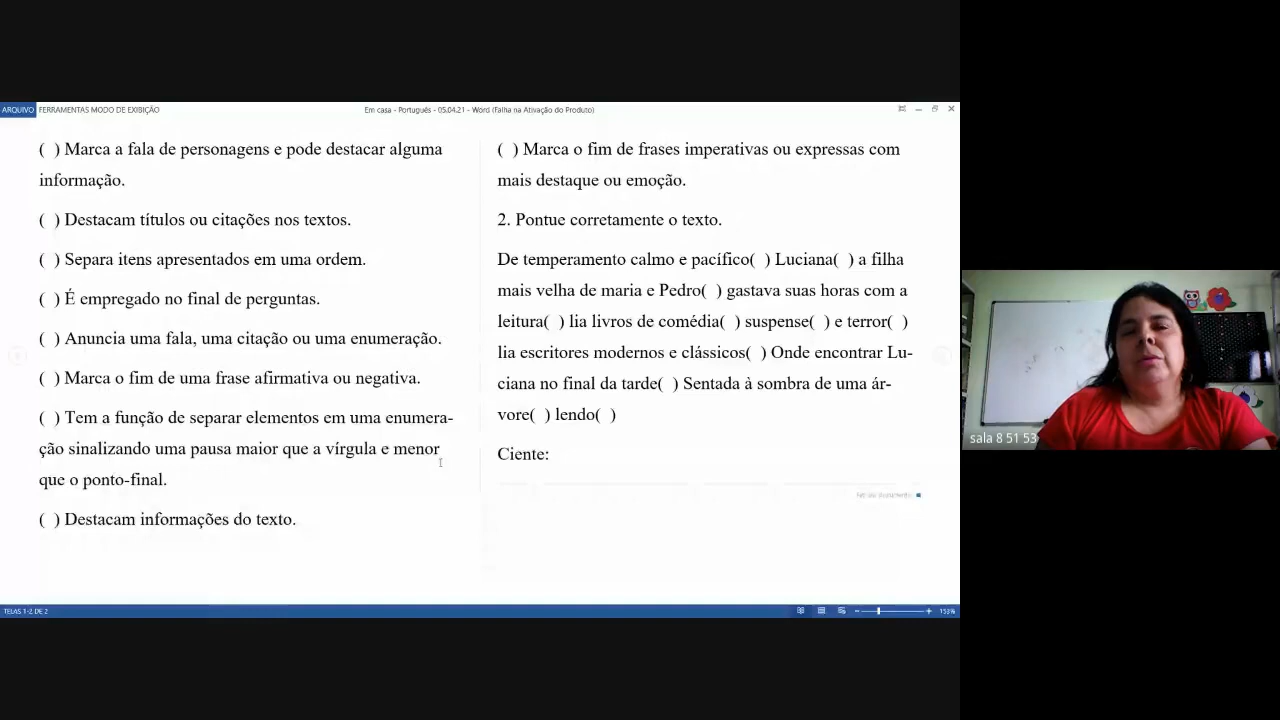 ARQUIVO FERRAMENTAS MODO DE EXIBIÇÃO
Em casa - Português - 05.04.21 - Word (Falha na Ativação do Produto)
( ) Marca a fala de personagens e pode destacar alguma
informação.
( ) Destacam títulos ou citações nos textos.
( ) Separa itens apresentados em uma ordem.
( ) É empregado no final de perguntas.
( ) Anuncia uma fala, uma citação ou uma enumeração.
( ) Marca o fim de uma frase afirmativa ou negativa.
( ) Tem a função de separar elementos em uma enumera-
ção sinalizando uma pausa maior que a vírgula e menor
que o ponto-final.
( ) Destacam informações do texto.
( ) Marca o fim de frases imperativas ou expressas com
mais destaque ou emoção.
2. Pontue corretamente o texto.
De temperamento calmo e pacífico( ) Luciana( ) a filha
mais velha de maria e Pedro( ) gastava suas horas com a
leitura( ) lia livros de comédia( ) suspense( ) e terror( )
lia escritores modernos e clássicos( ) Onde encontrar Lu-
ciana no final da tarde( ) Sentada à sombra de uma ár-
vore( ) lendo( )
Ciente:
documento
TELAS 1-2 DE 2
153%
sala 8 51 53